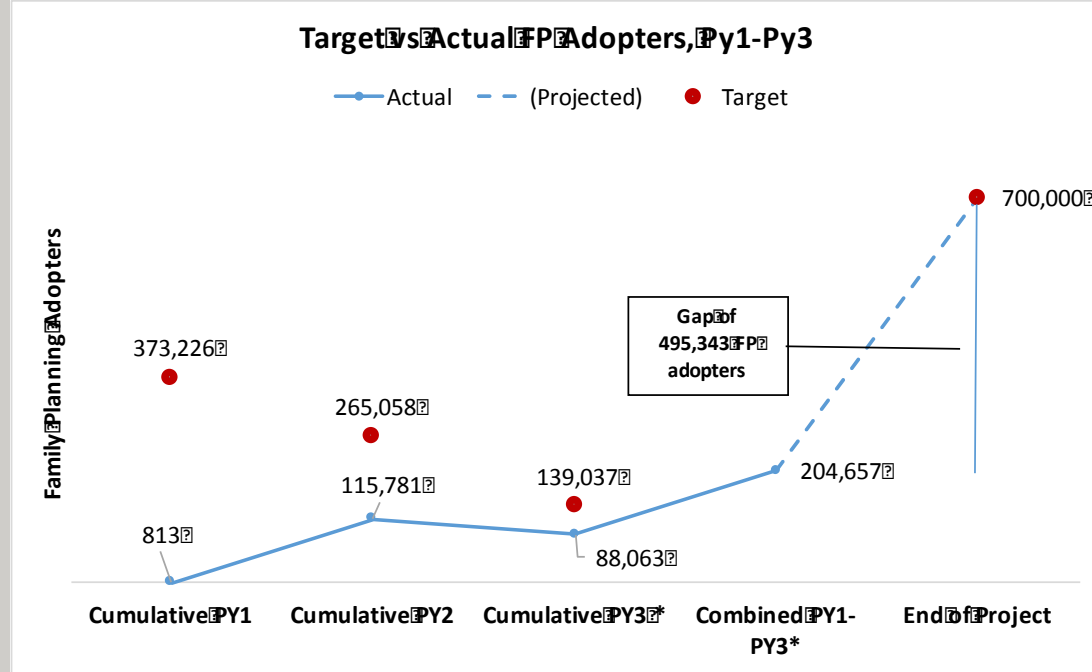 Target vs Actual FP Adopters, Py1-Py3
Actual
(Projected)
Target
Family Planning Adopters
373,226
265,058
139,037
813
115,781
88,063
204,657
700,000
Gap of
495,343 FP
adopters
Cumulative PY1
Cumulative PY2
Cumulative PY3 *
Combined PY1-
PY3*
End of Project